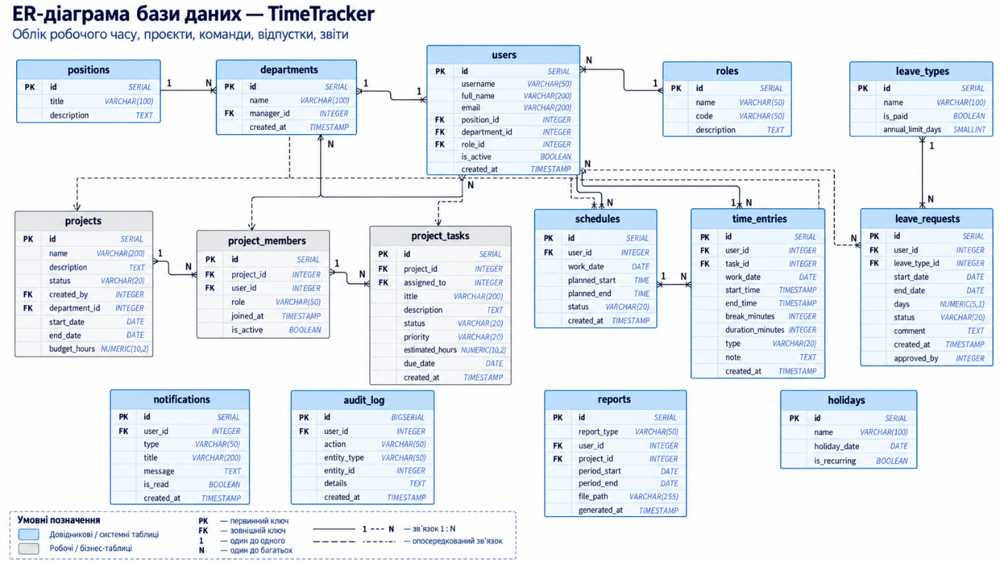 ER-діаграма бази даних — TimeTracker
Облік робочого часу, проєкти, команди, відпустки, звіти
positions
PK id SERIAL
title VARCHAR(100)
description TEXT
1 N
departments
PK id SERIAL
name VARCHAR(100)
FK manager_id INTEGER
created_at TIMESTAMP
1 1
N
users
PK id SERIAL
username VARCHAR(50)
full_name VARCHAR(200)
email VARCHAR(200)
FK position_id INTEGER
FK department_id INTEGER
FK role_id INTEGER
is_active BOOLEAN
created_at TIMESTAMP
N 1
N
N
roles
PK id SERIAL
name VARCHAR(50)
code VARCHAR(50)
description TEXT
leave_types
PK id SERIAL
name VARCHAR(100)
is_paid BOOLEAN
annual_limit_days SMALLINT
1
N
projects
PK id SERIAL
name VARCHAR(200)
description TEXT
status VARCHAR(20)
FK created_by INTEGER
FK department_id INTEGER
start_date DATE
end_date DATE
budget_hours NUMERIC(10,2)
1 N
project_members
PK id SERIAL
FK project_id INTEGER
FK user_id INTEGER
role VARCHAR(50)
joined_at TIMESTAMP
is_active BOOLEAN
1 N
project_tasks
PK id SERIAL
FK project_id INTEGER
FK assigned_to INTEGER
ittle VARCHAR(200)
description TEXT
status VARCHAR(20)
priority VARCHAR(20)
estimated_hours NUMERIC(10,2)
due_date DATE
created_at TIMESTAMP
N
schedules
PK id SERIAL
FK user_id INTEGER
work_date DATE
planned_start TIME
planned_end TIME
status VARCHAR(20)
created_at TIMESTAMP
1 N
1 N
time_entries
PK id SERIAL
FK user_id INTEGER
FK task_id INTEGER
work_date DATE
start_time TIMESTAMP
end_time TIMESTAMP
break_minutes INTEGER
duration_minutes INTEGER
type VARCHAR(20)
note TEXT
created_at TIMESTAMP
N
leave_requests
PK id SERIAL
FK user_id INTEGER
FK leave_type_id INTEGER
start_date DATE
end_date DATE
days NUMERIC(5,1)
status VARCHAR(20)
comment TEXT
created_at TIMESTAMP
approved_by INTEGER
notifications
PK id SERIAL
FK user_id INTEGER
type VARCHAR(50)
title VARCHAR(200)
message TEXT
is_read BOOLEAN
created_at TIMESTAMP
audit_log
PK id BIGSERIAL
FK user_id INTEGER
action VARCHAR(50)
entity_type VARCHAR(50)
entity_id INTEGER
details TEXT
created_at TIMESTAMP
reports
PK id SERIAL
report_type VARCHAR(50)
FK user_id INTEGER
FK project_id INTEGER
period_start DATE
period_end DATE
file_path VARCHAR(255)
generated_at TIMESTAMP
holidays
PK id SERIAL
name VARCHAR(100)
holiday_date DATE
is_recurring BOOLEAN
Умовні позначення
Довідникові / системні таблиці
Робочі / бізнес-таблиці
PK — первинний ключ
FK — зовнішній ключ
1 — один до одного
N — один до багатьох
1 --- N — зв'язок 1 : N
— опосередкований зв'язок